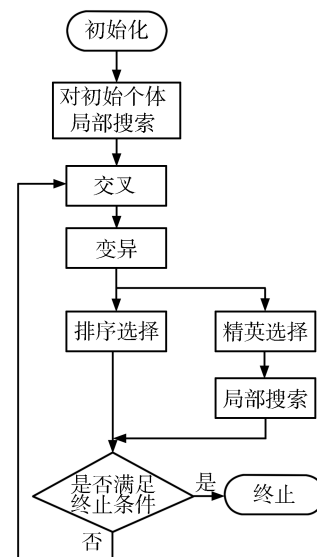 初始化
对初始个体
局部搜索
交叉
变异
排序选择
精英选择
局部搜索
是否满足
终止条件
是
终止
否